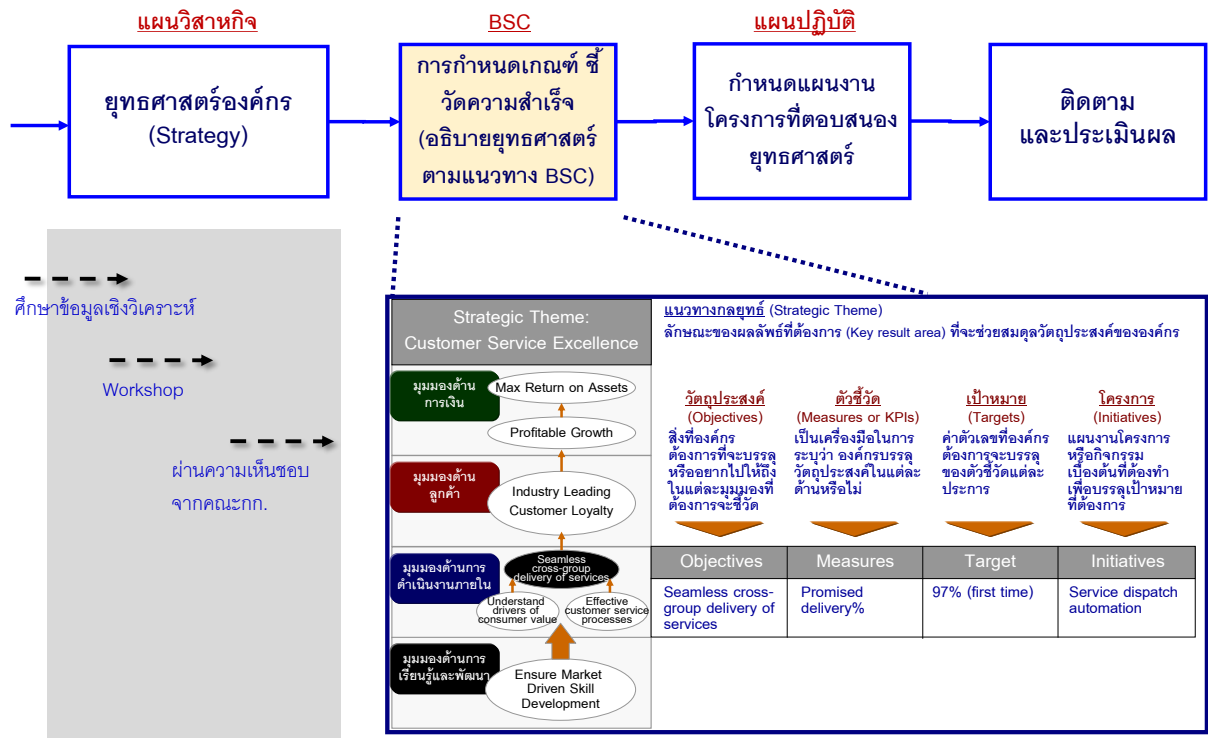 แผนวิสาหกิจ
BSC
แผนปฏิบัติ
ยุทธศาสตร์องค์กร
(Strategy)
การกำหนดเกณฑ์ ชี้
วัดความสำเร็จ
(อธิบายยุทธศาสตร์
ตามแนวทาง BSC)
กำหนดแผนงาน
โครงการที่ตอบสนอง
ยุทธศาสตร์
ติดตาม
และประเมินผล
ศึกษาข้อมูลเชิงวิเคราะห์
Workshop
ผ่านความเห็นชอบ
จากคณะกก.
Strategic Theme:
Customer Service Excellence
แนวทางกลยุทธ์ (Strategic Theme)
ลักษณะของผลลัพธ์ที่ต้องการ (Key result area) ที่จะช่วยสมดุลวัตถุประสงค์ขององค์กร
มุมมองด้าน
การเงิน
Max Return on Assets
Profitable Growth
มุมมองด้าน
ลูกค้า
Industry Leading
Customer Loyalty
มุมมองด้านการ
ดำเนินงานภายใน
Seamless
cross-group
delivery of services
Understand
drivers of
consumer value
Effective
customer service
processes
มุมมองด้านการ
เรียนรู้และพัฒนา
Ensure Market
Driven Skill
Development
วัตถุประสงค์
(Objectives)
สิ่งที่องค์กร
ต้องการที่จะบรรลุ
หรืออยากไปให้ถึง
ในแต่ละมุมมองที่
ต้องการจะชี้วัด
ตัวชี้วัด
(Measures or KPIs)
เป็นเครื่องมือในการ
ระบุว่า องค์กรบรรลุ
วัตถุประสงค์ในแต่ละ
ด้านหรือไม่
เป้าหมาย
(Targets)
ค่าตัวเลขที่องค์กร
ต้องการจะบรรลุ
ของตัวชี้วัดแต่ละ
ประการ
โครงการ
(Initiatives)
แผนงานโครงการ
หรือกิจกรรม
เบื้องต้นที่ต้องทำ
เพื่อบรรลุเป้าหมาย
ที่ต้องการ
Objectives
Measures
Target
Initiatives
Seamless cross-
group delivery of
services
Promised
delivery%
97% (first time)
Service dispatch
automation